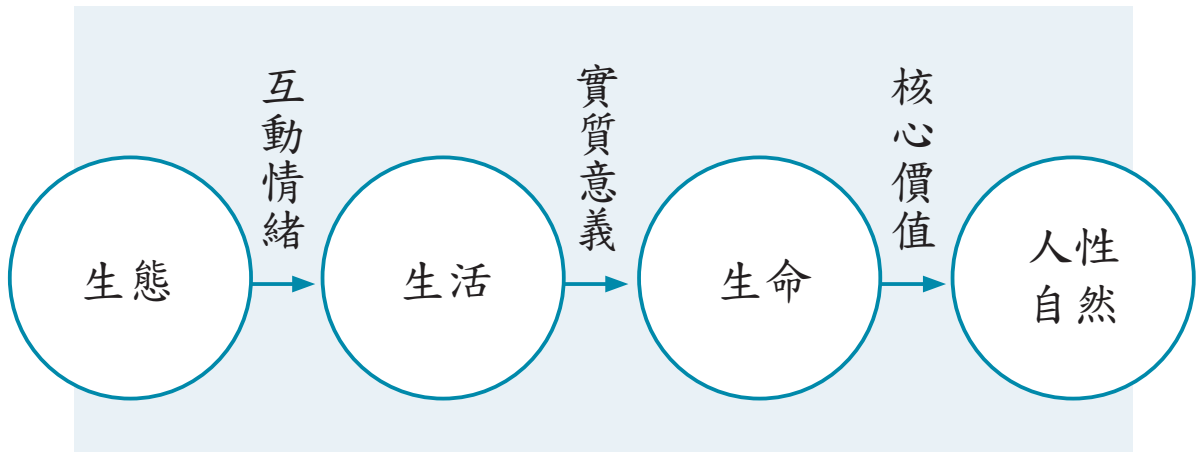 生態
互動情緒
生活
實質意義
生命
核心價值
人性
自然